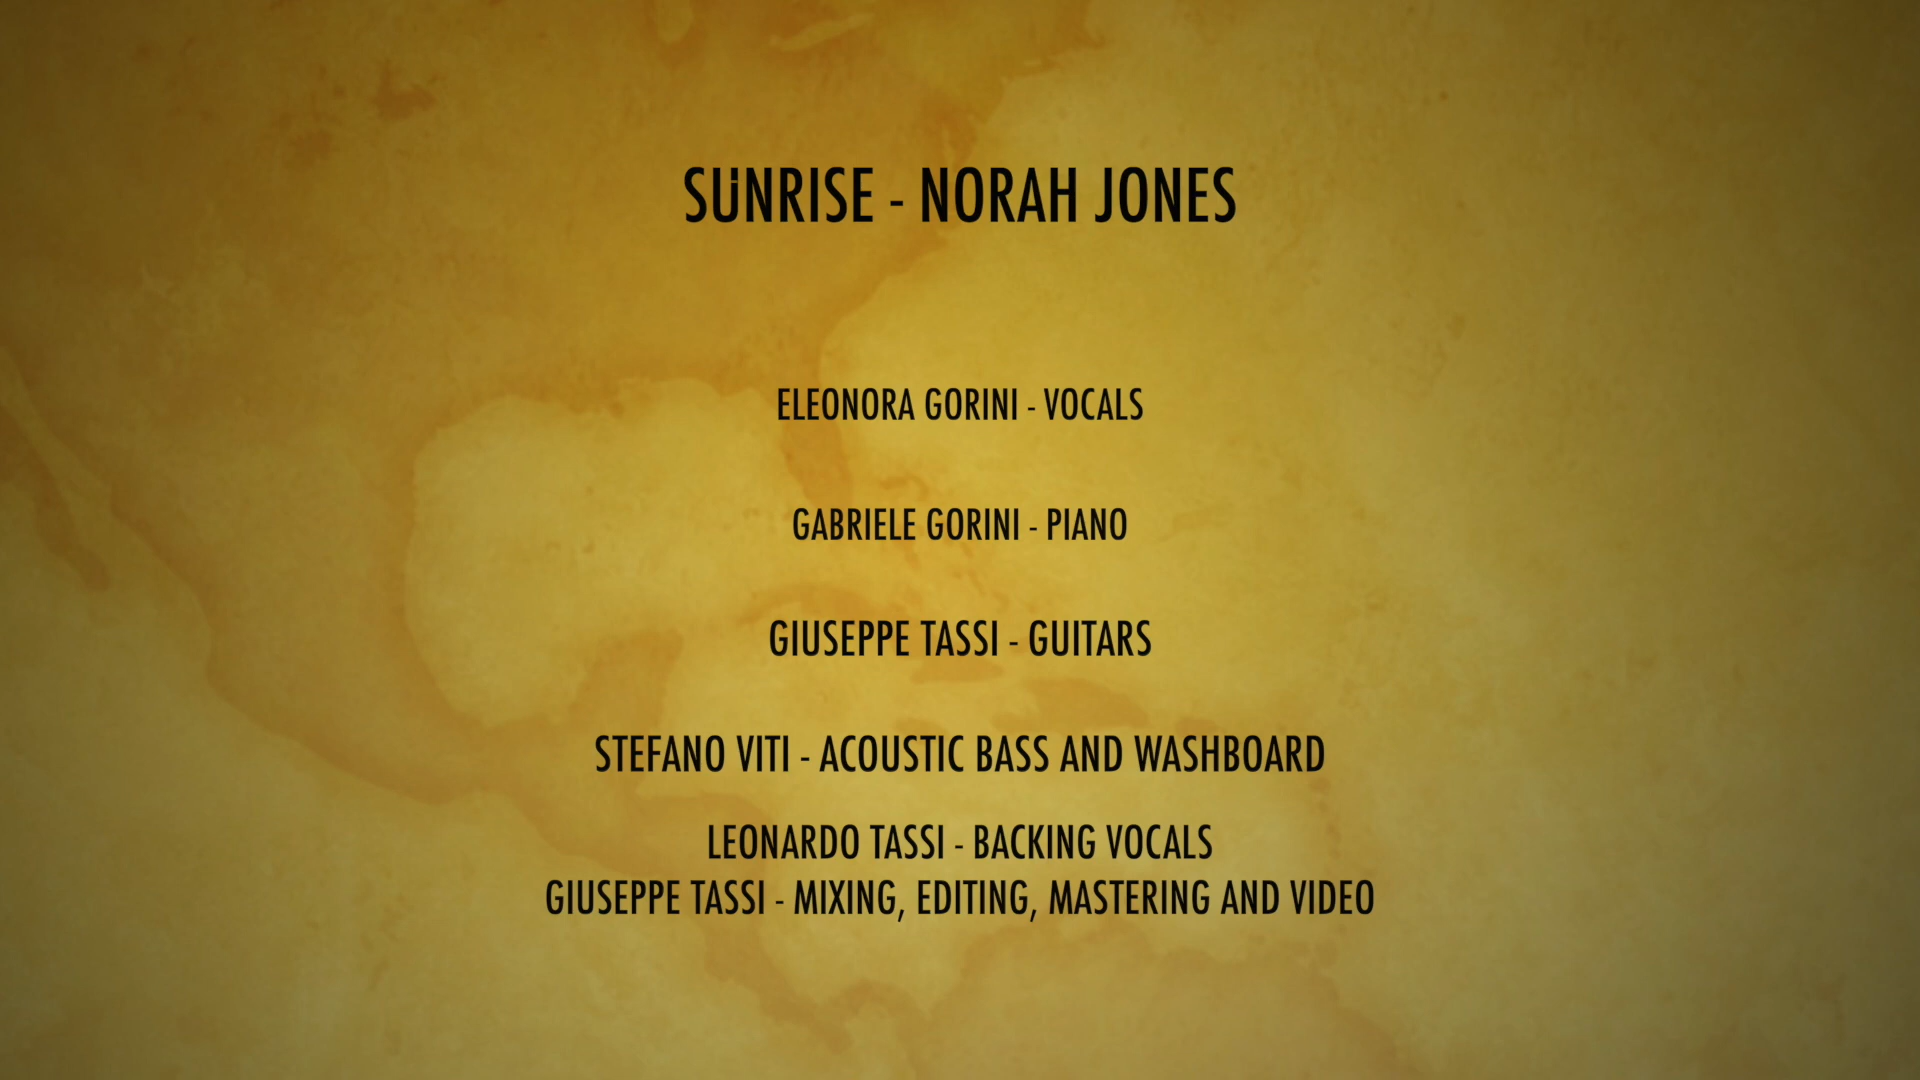 SUNRISE - NORAH JONES
ELEONORA GORINI - VOCALS
GABRIELE GORINI - PIANO
GIUSEPPE TASSI - GUITARS
STEFANO VITI - ACOUSTIC BASS AND WASHBOARD
LEONARDO TASSI - BACKING VOCALS
GIUSEPPE TASSI - MIXING, EDITING, MASTERING AND VIDEO